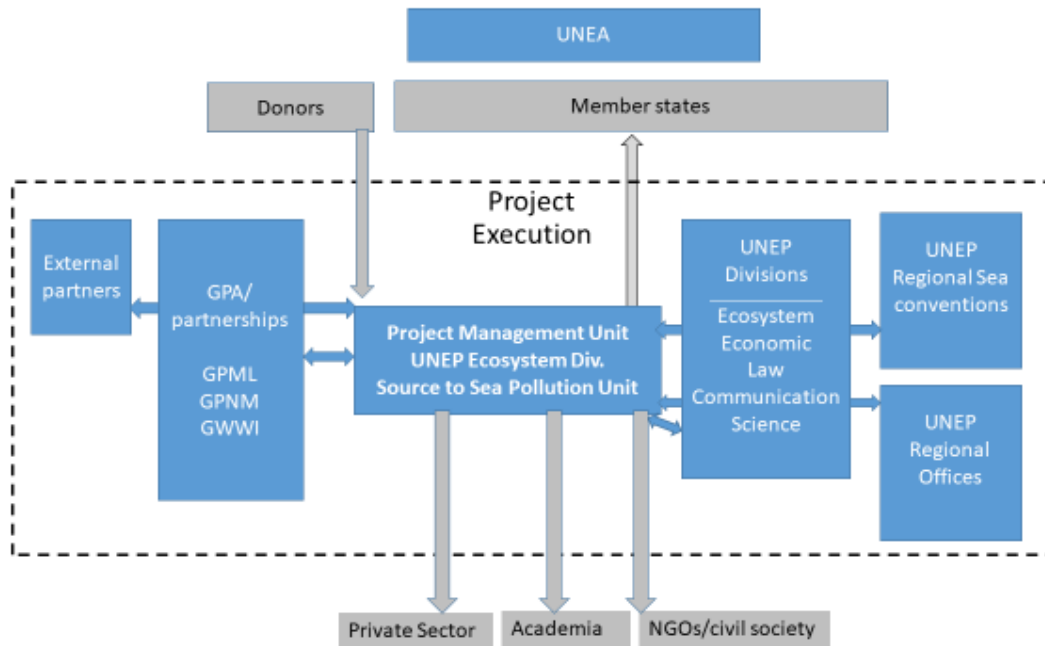 UNEA
Donors
Member states
Project
Execution
External
partners
GPA/
partnerships
GPML
GPNM
GWWI
Project Management Unit
UNEP Ecosystem Div.
Source to Sea Pollution Unit
UNEP
Divisions
Ecosystem
Economic
Law
Communication
Science
UNEP
Regional Sea
conventions
UNEP
Regional
Offices
Private Sector
Academia
NGOs/civil society